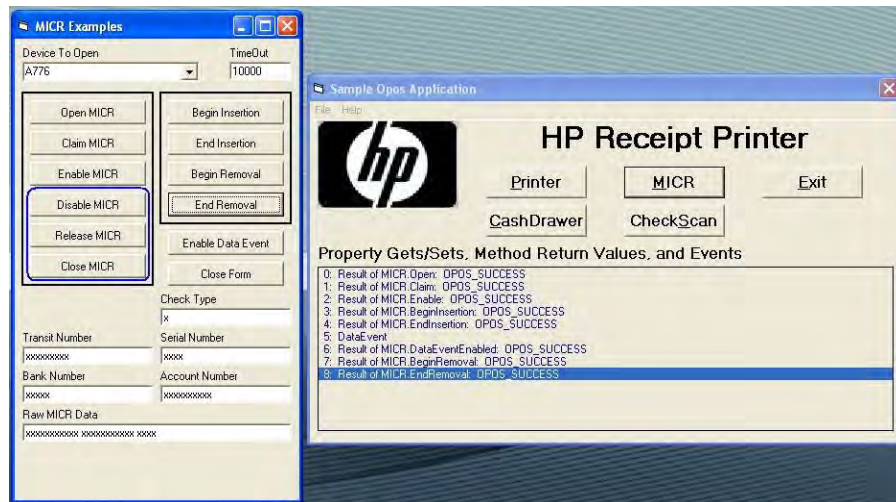 MICR Examples
Device To Open TimeOut
A776 10000
Open MICR Begin Insertion
Claim MICR End Insertion
Enable MICR Begin Removal
Disable MICR End Removal
Release MICR Enable Data Event
Close MICR Close Form
Check Type
x
Transit Number Serial Number
xxxxxxxxx xxxx
Bank Number Account Number
xxxxx xxxxxxxxxx
Raw MICR Data
xxxxxxxxxxx xxxxxxxxxxx xxxx
Sample Opos Application
File Help
hp HP Receipt Printer
Printer MICR Exit
CashDrawer CheckScan
Property Gets/Sets, Method Return Values, and Events
0: Result of MICR.Open: OPOS_SUCCESS
1: Result of MICR.Claim: OPOS_SUCCESS
2: Result of MICR.Enable: OPOS_SUCCESS
3: Result of MICR.BeginInsertion: OPOS_SUCCESS
4: Result of MICR.EndInsertion: OPOS_SUCCESS
5: DataEvent
6: Result of MICR.DataEventEnabled: OPOS_SUCCESS
7: Result of MICR.BeginRemoval: OPOS_SUCCESS
8: Result of MICR.EndRemoval: OPOS_SUCCESS